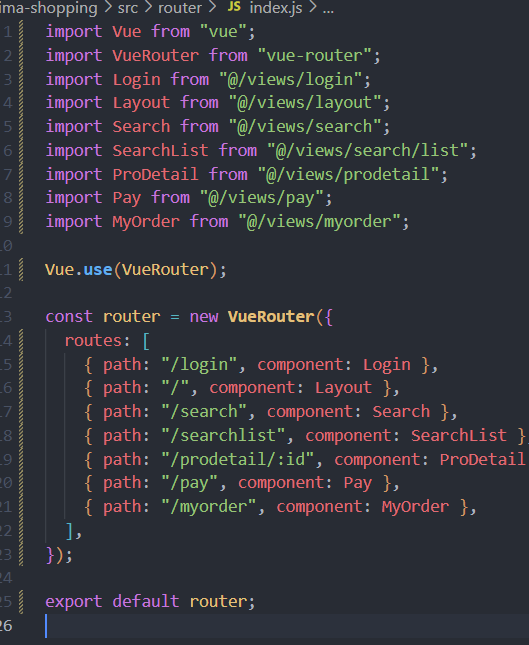 ima-shopping > src > router > JS index.js > ...
1 import Vue from "vue";
2 import VueRouter from "vue-router";
3 import Login from "@/views/login";
4 import Layout from "@/views/layout";
5 import Search from "@/views/search";
6 import SearchList from "@/views/search/list";
7 import ProDetail from "@/views/prodetail";
8 import Pay from "@/views/pay";
9 import MyOrder from "@/views/myorder";
10
11 Vue.use(VueRouter);
12
13 const router = new VueRouter({
14 routes: [
15 { path: "/login", component: Login },
16 { path: "/", component: Layout },
17 { path: "/search", component: Search },
18 { path: "/searchlist", component: SearchList },
19 { path: "/prodetail/:id", component: ProDetail
20 { path: "/pay", component: Pay },
21 { path: "/myorder", component: MyOrder },
22 ],
23 });
24
25 export default router;
26